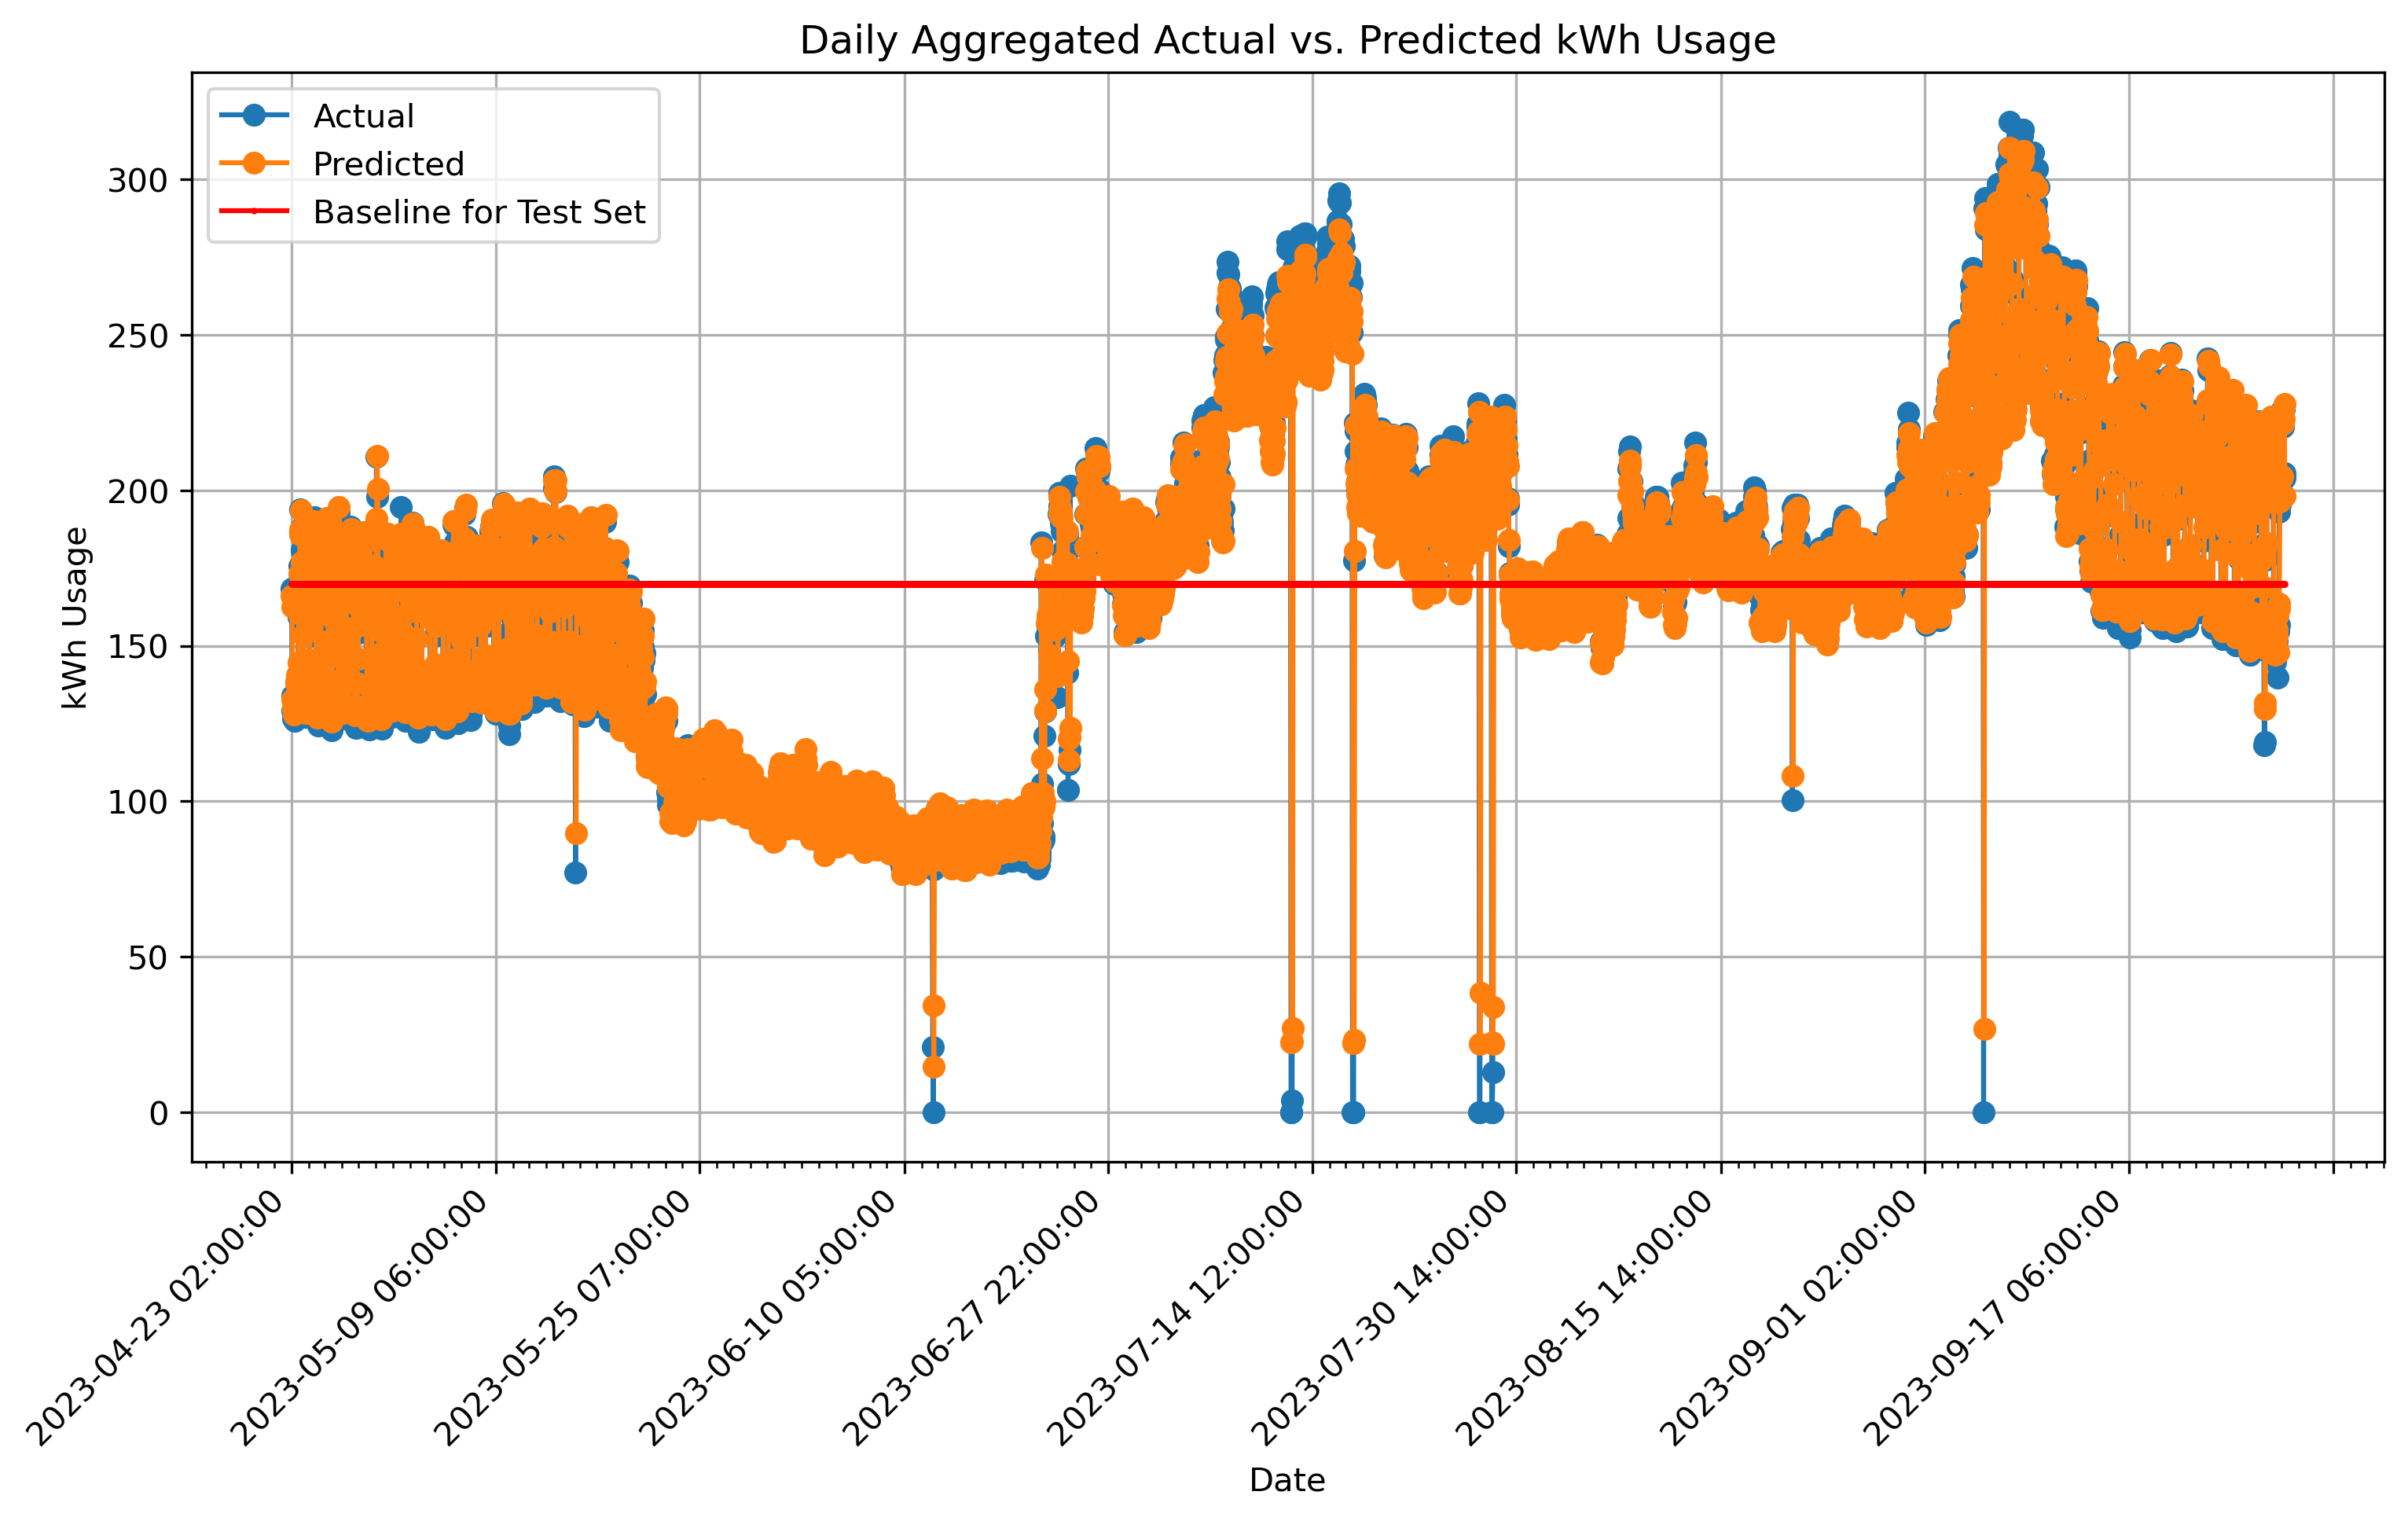 Daily Aggregated Actual vs. Predicted kWh Usage
Actual
Predicted
Baseline for Test Set
kWh Usage
300
250
200
150
100
50
0
2023-04-23 02:00:00
2023-05-09 06:00:00
2023-05-25 07:00:00
2023-06-10 05:00:00
2023-06-27 22:00:00
2023-07-14 12:00:00
2023-07-30 14:00:00
2023-08-15 14:00:00
2023-09-01 02:00:00
2023-09-17 06:00:00
Date